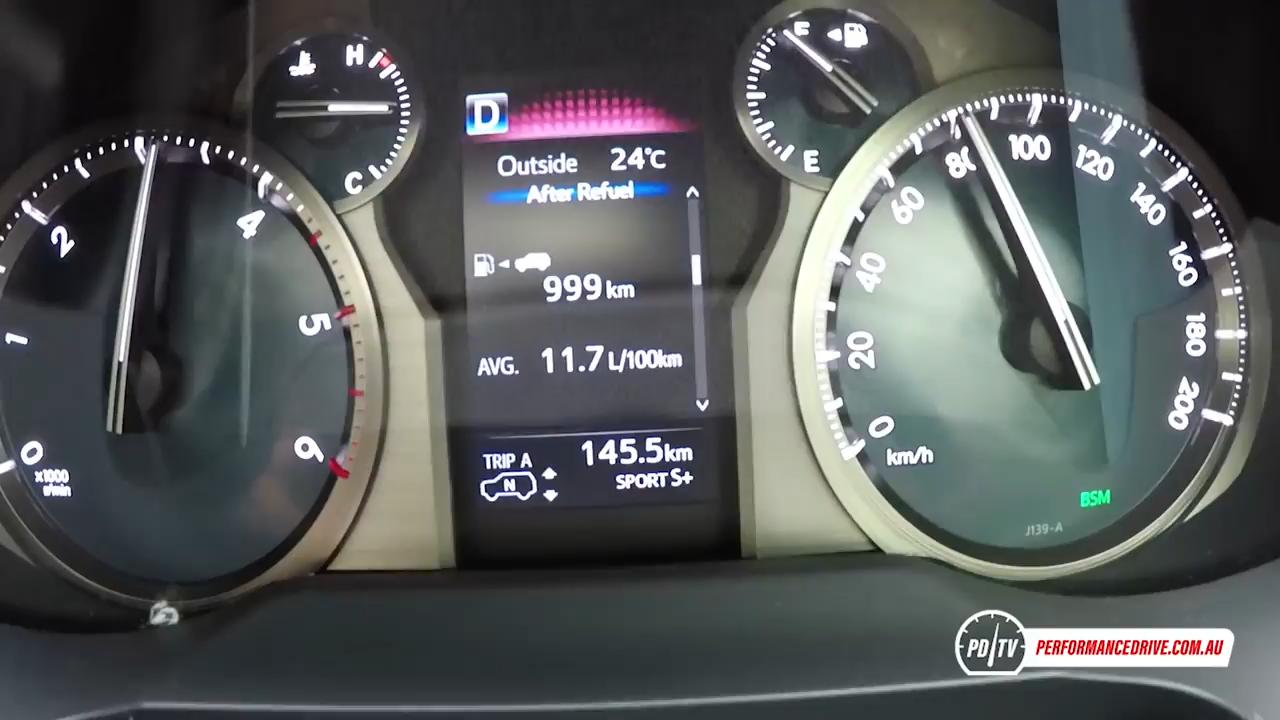 H
C
F
E
D
Outside 24°C
After Refuel
999 km
AVG. 11.7 L/100km
TRIP A 145.5km
N
SPORT S+
0
1
2
4
5
6
x1000
r/min
0
20
40
60
80
100
120
140
160
180
200
km/h
BSM
J139-A
PD/TV PERFORMANCEDRIVE.COM.AU